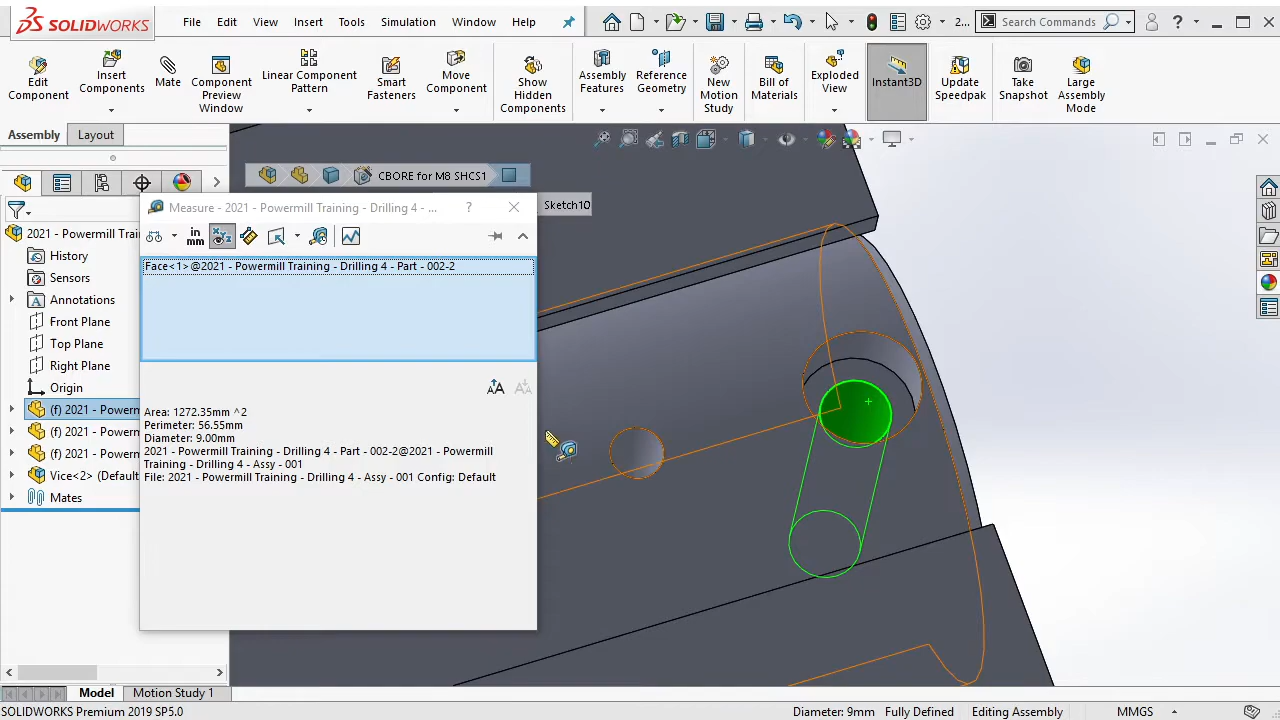 SOLIDWORKS
File Edit View Insert Tools Simulation Window Help
2...
Search Commands
?
Edit Component
Insert Components
Mate
Component Preview Window
Linear Component Pattern
Smart Fasteners
Move Component
Show Hidden Components
Assembly Features
Reference Geometry
New Motion Study
Bill of Materials
Exploded View
Instant3D
Update Speedpak
Take Snapshot
Large Assembly Mode
Assembly Layout
CBORE for M8 SHCS1
Sketch10
Measure - 2021 - Powermill Training - Drilling 4 - ...
?
in
mm
Face<1>@2021 - Powermill Training - Drilling 4 - Part - 002-2
Area: 1272.35mm ^2
Perimeter: 56.55mm
Diameter: 9.00mm
2021 - Powermill Training - Drilling 4 - Part - 002-2@2021 - Powermill
Training - Drilling 4 - Assy - 001
File: 2021 - Powermill Training - Drilling 4 - Assy - 001 Config: Default
2021 - Powermill Trai
History
Sensors
Annotations
Front Plane
Top Plane
Right Plane
Origin
(f) 2021 - Powern
(f) 2021 - Powern
(f) 2021 - Powern
Vice<2> (Default
Mates
Model Motion Study 1
SOLIDWORKS Premium 2019 SP5.0
Diameter: 9mm Fully Defined Editing Assembly MMGS